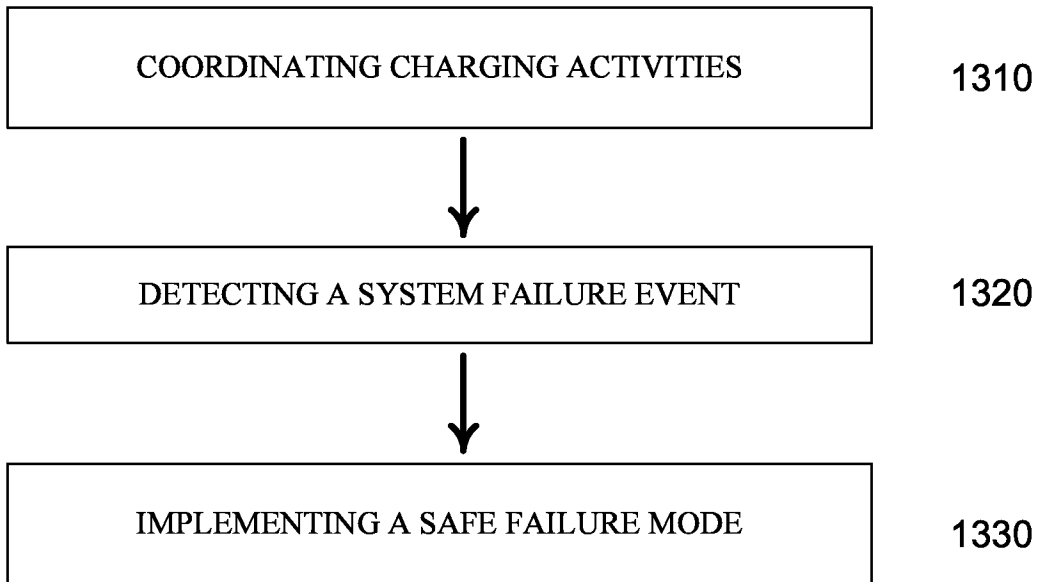 COORDINATING CHARGING ACTIVITIES 1310
DETECTING A SYSTEM FAILURE EVENT 1320
IMPLEMENTING A SAFE FAILURE MODE 1330